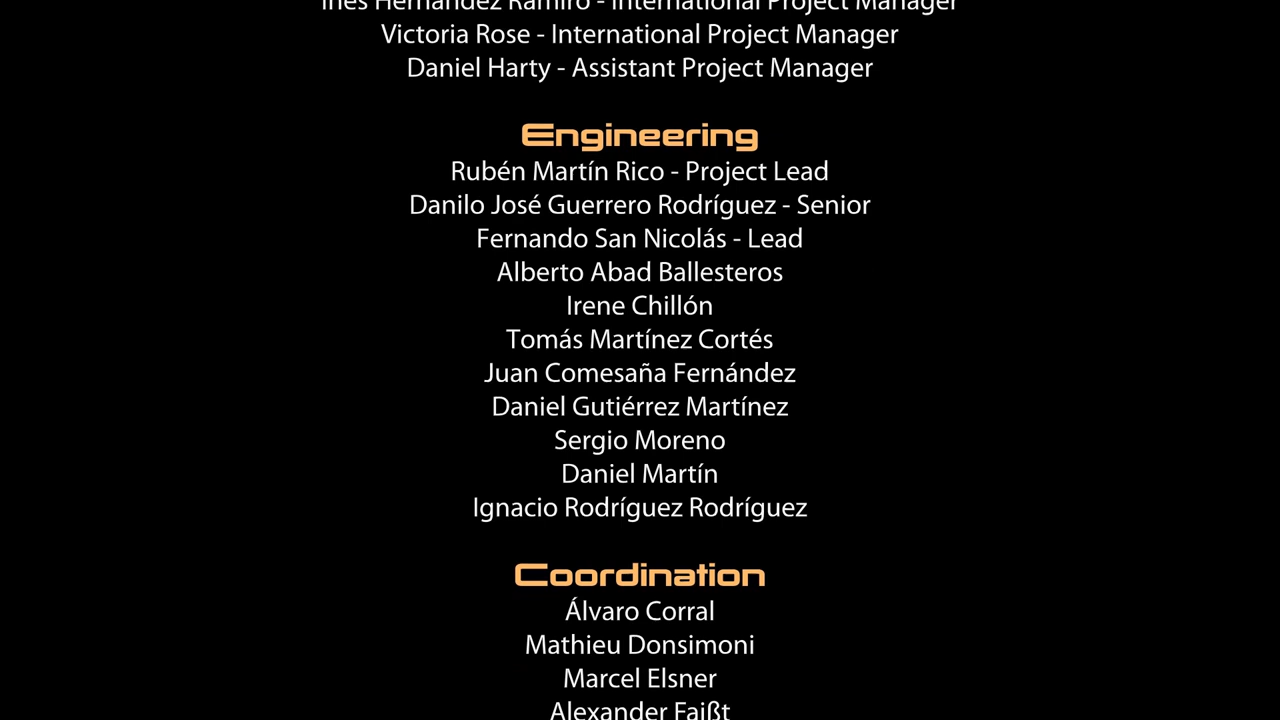 Inés Hernández Ramiro - International Project Manager
Victoria Rose - International Project Manager
Daniel Harty - Assistant Project Manager
Engineering
Rubén Martín Rico - Project Lead
Danilo José Guerrero Rodríguez - Senior
Fernando San Nicolás - Lead
Alberto Abad Ballesteros
Irene Chillón
Tomás Martínez Cortés
Juan Comesaña Fernández
Daniel Gutiérrez Martínez
Sergio Moreno
Daniel Martín
Ignacio Rodríguez Rodríguez
Coordination
Álvaro Corral
Mathieu Donsimoni
Marcel Elsner
Alexander Faißt